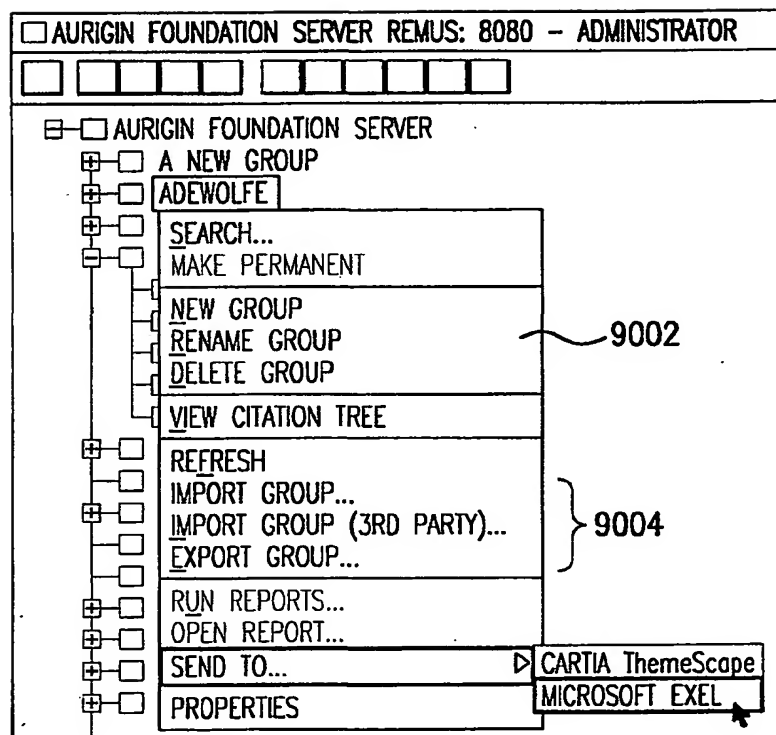 AURIGIN FOUNDATION SERVER REMUS: 8080 - ADMINISTRATOR
AURIGIN FOUNDATION SERVER
A NEW GROUP
ADEWOLFE
SEARCH...
MAKE PERMANENT
NEW GROUP
RENAME GROUP
9002
DELETE GROUP
VIEW CITATION TREE
REFRESH
IMPORT GROUP...
IMPORT GROUP (3RD PARTY)...
9004
EXPORT GROUP...
RUN REPORTS...
OPEN REPORT...
SEND TO...
CARTIA ThemeScape
MICROSOFT EXEL
PROPERTIES